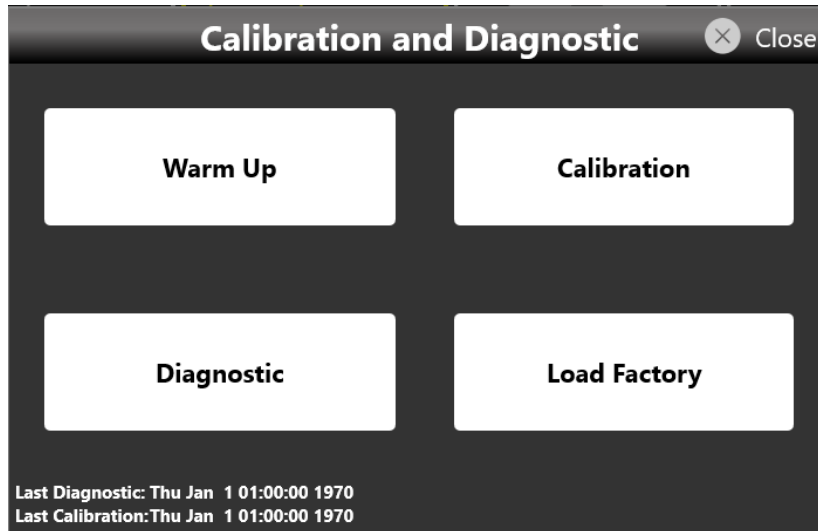 Calibration and Diagnostic
Close
Warm Up
Calibration
Diagnostic
Load Factory
Last Diagnostic: Thu Jan  1 01:00:00 1970
Last Calibration:Thu Jan  1 01:00:00 1970